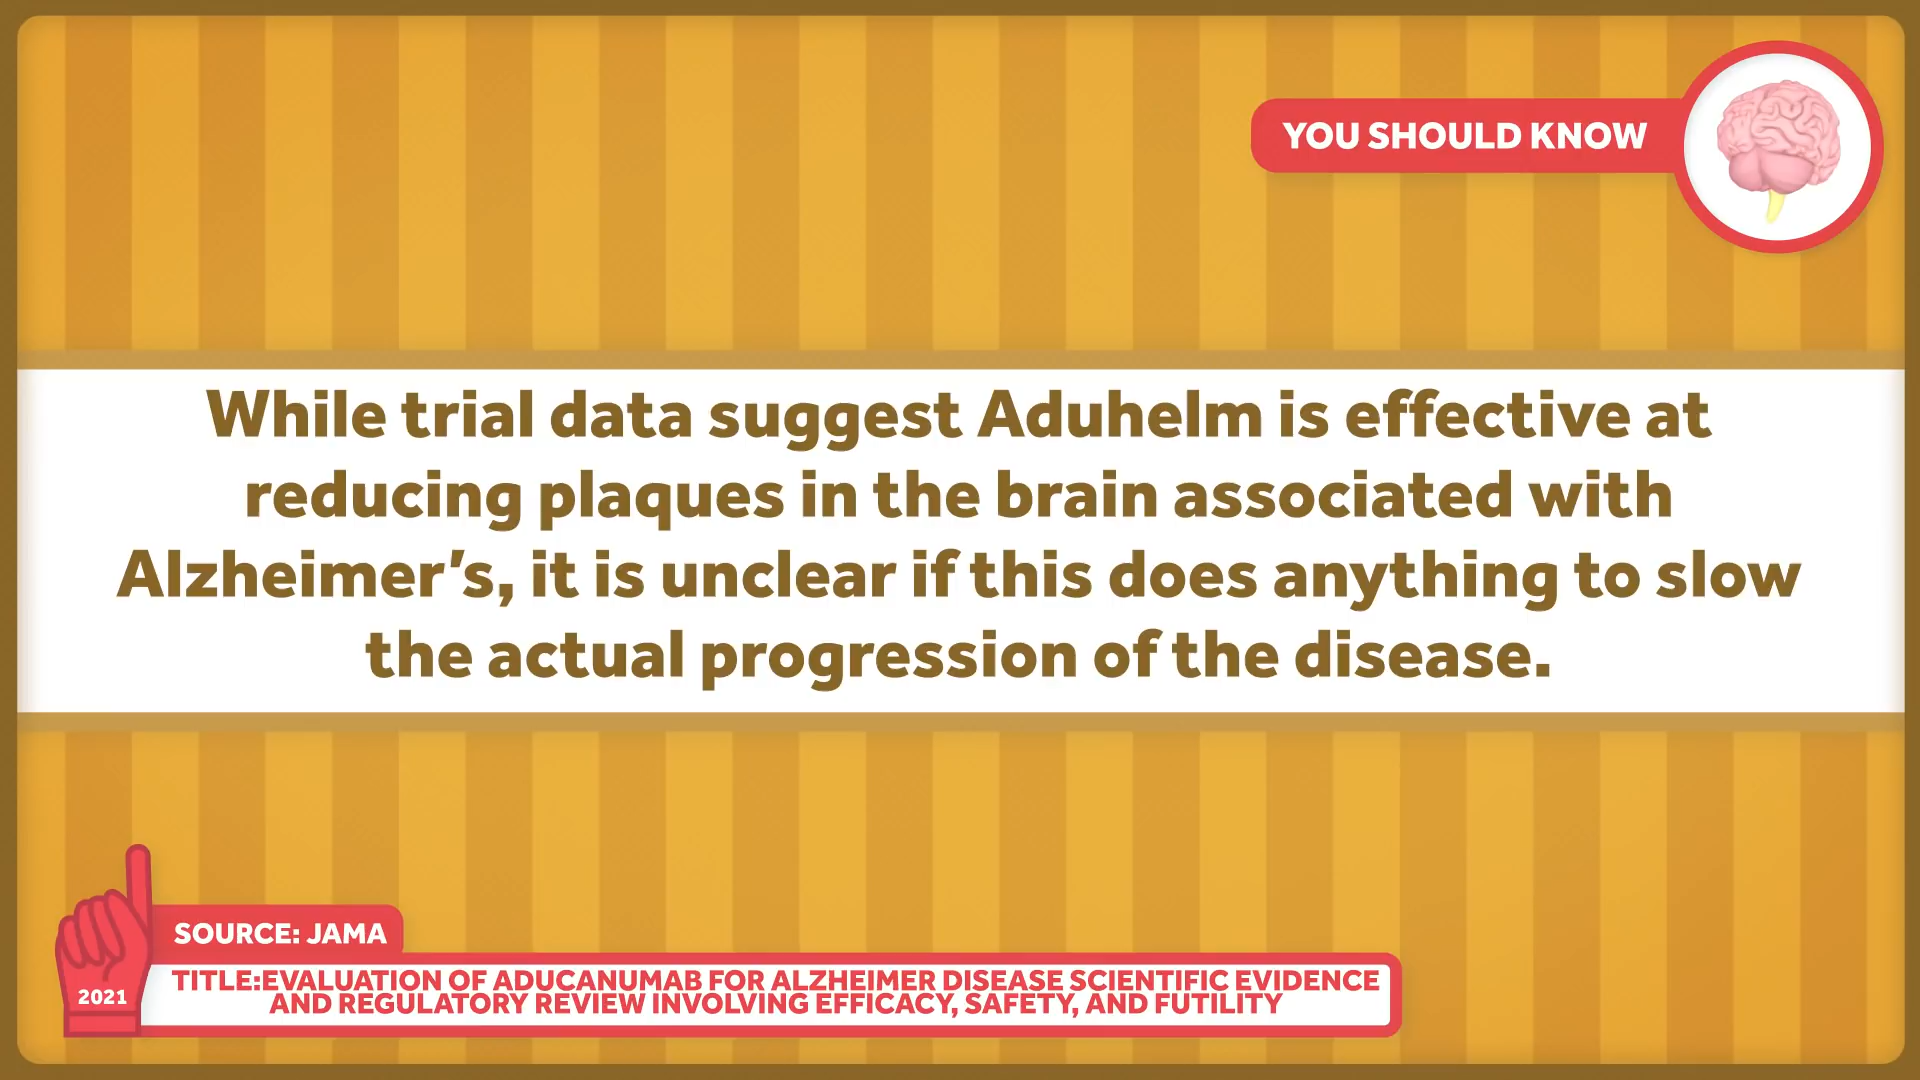 YOU SHOULD KNOW
While trial data suggest Aduhelm is effective at
reducing plaques in the brain associated with
Alzheimer’s, it is unclear if this does anything to slow
the actual progression of the disease.
SOURCE: JAMA
2021
TITLE:EVALUATION OF ADUCANUMAB FOR ALZHEIMER DISEASE SCIENTIFIC EVIDENCE
AND REGULATORY REVIEW INVOLVING EFFICACY, SAFETY, AND FUTILITY